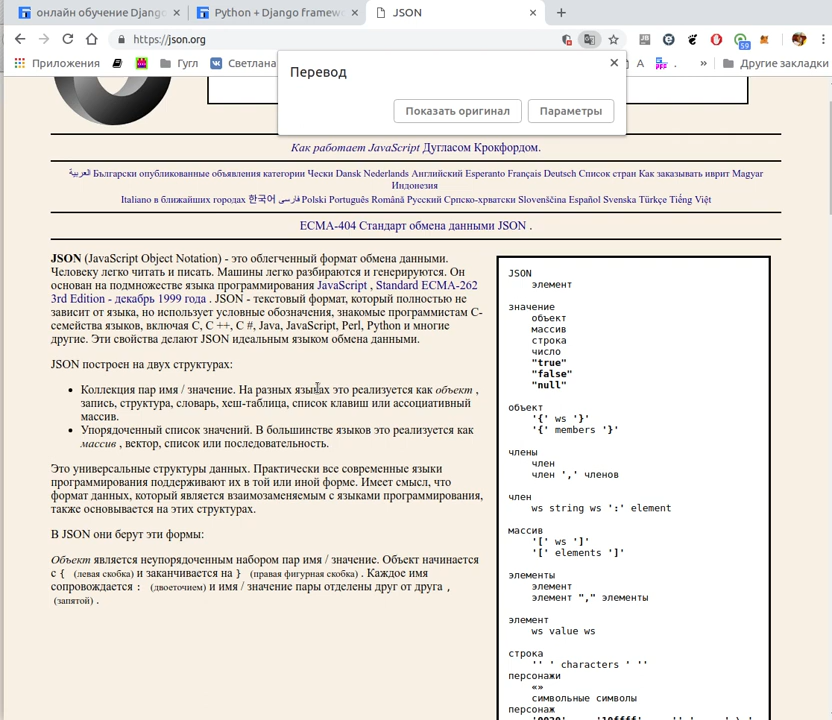 онлайн обучение Django
Python + Django framewo
JSON
https://json.org
59
Приложения
Гугл
Светлана
А
.
»
Другие закладки
Перевод
Показать оригинал
Параметры
Как работает JavaScript Дугласом Крокфордом.
العربية Български опубликованные объявления категории Чески Dansk Nederlands Английский Esperanto Français Deutsch Список стран Как заказывать иврит Magyar
Индонезия
Italiano в ближайших городах 한국어 فارسی Polski Português Română Русский Српско-хрватски Slovenščina Español Svenska Türkçe Tiếng Việt
ECMA-404 Стандарт обмена данными JSON .
JSON (JavaScript Object Notation) - это облегченный формат обмена данными.
Человеку легко читать и писать. Машины легко разбираются и генерируются. Он
основан на подмножестве языка программирования JavaScript , Standard ECMA-262
3rd Edition - декабрь 1999 года . JSON - текстовый формат, который полностью не
зависит от языка, но использует условные обозначения, знакомые программистам C-
семейства языков, включая C, C ++, C #, Java, JavaScript, Perl, Python и многие
другие. Эти свойства делают JSON идеальным языком обмена данными.
JSON построен на двух структурах:
• Коллекция пар имя / значение. На разных языках это реализуется как объект ,
запись, структура, словарь, хеш-таблица, список клавиш или ассоциативный
массив.
• Упорядоченный список значений. В большинстве языков это реализуется как
массив , вектор, список или последовательность.
Это универсальные структуры данных. Практически все современные языки
программирования поддерживают их в той или иной форме. Имеет смысл, что
формат данных, который является взаимозаменяемым с языками программирования,
также основывается на этих структурах.
В JSON они берут эти формы:
Объект является неупорядоченным набором пар имя / значение. Объект начинается
с { (левая скобка) и заканчивается на } (правая фигурная скобка) . Каждое имя
сопровождается : (двоеточием) и имя / значение пары отделены друг от друга ,
(запятой) .
JSON
элемент
значение
объект
массив
строка
число
"true"
"false"
"null"
объект
'{' ws '}'
'{' members '}'
члены
член
член ',' членов
член
ws string ws ':' element
массив
'[' ws ']'
'[' elements ']'
элементы
элемент
элемент "," элементы
элемент
ws value ws
строка
'' ' characters ' ''
персонажи
«»
символьные символы
персонаж